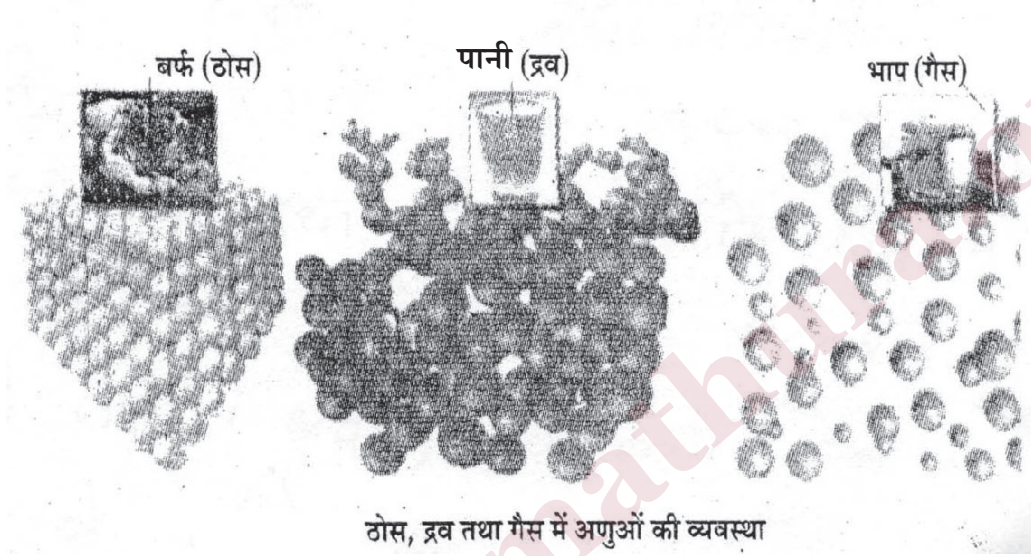 बर्फ (ठोस)
पानी (द्रव)
भाप (गैस)
ठोस, द्रव तथा गैस में अणुओं की व्यवस्था